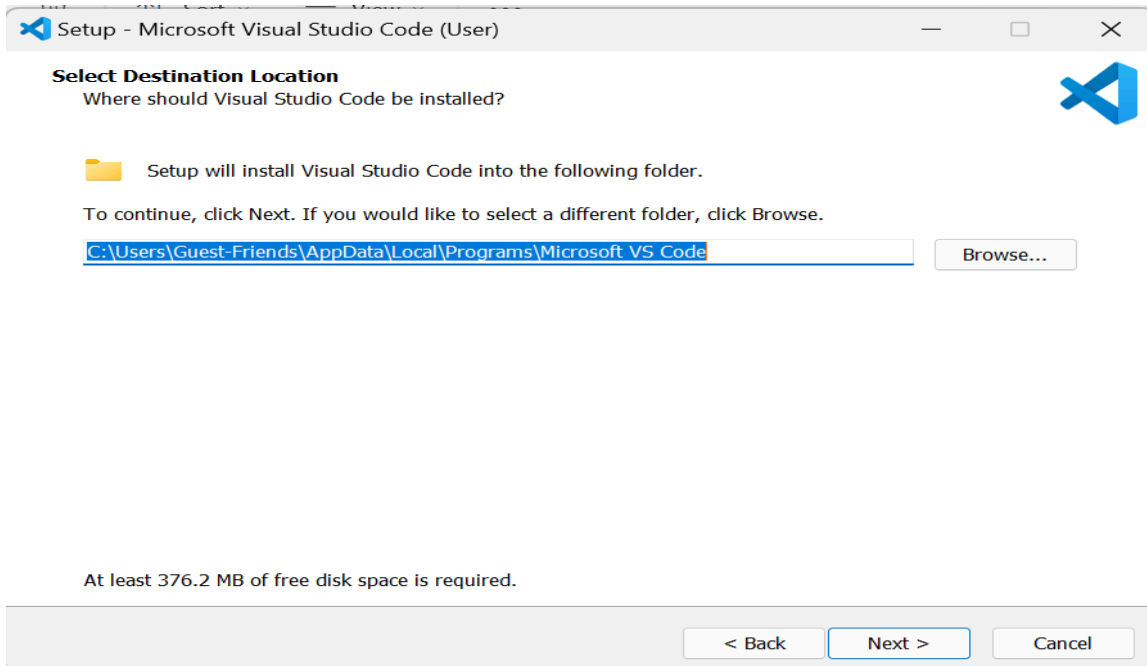 Setup - Microsoft Visual Studio Code (User)
Select Destination Location
Where should Visual Studio Code be installed?
Setup will install Visual Studio Code into the following folder.
To continue, click Next. If you would like to select a different folder, click Browse.
C:\Users\Guest-Friends\AppData\Local\Programs\Microsoft VS Code
Browse...
At least 376.2 MB of free disk space is required.
< Back
Next >
Cancel